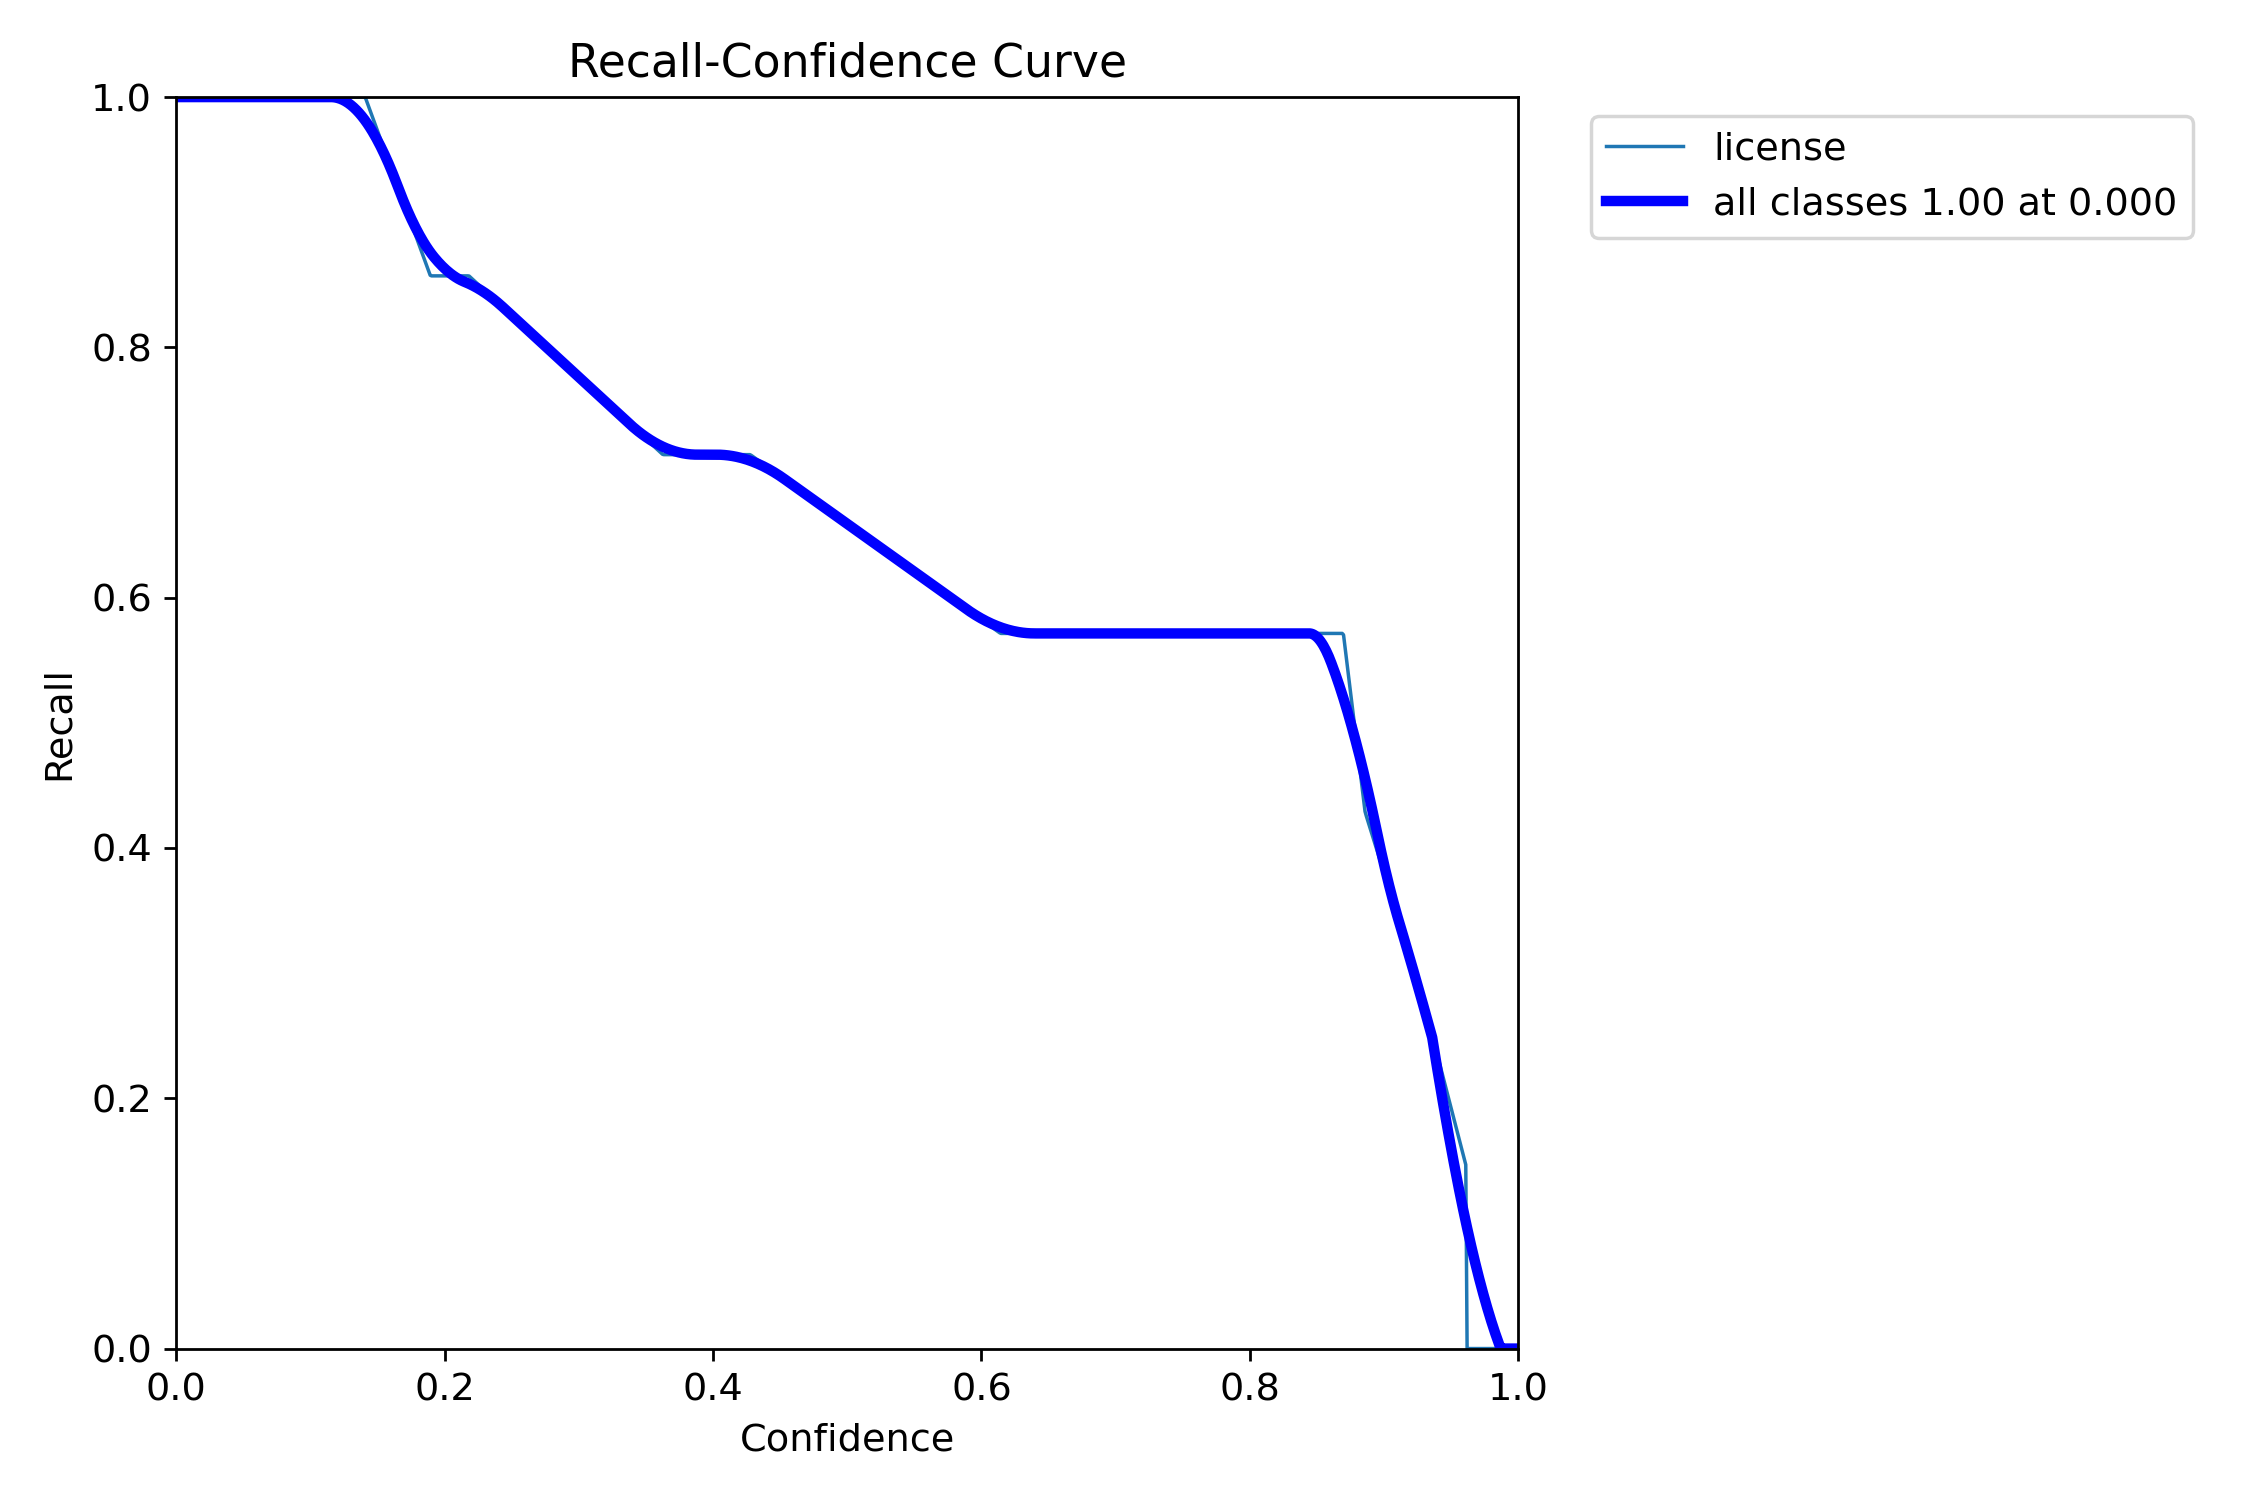 Recall-Confidence Curve
1.0
0.8
0.6
0.4
0.2
0.0
Recall
0.0 0.2 0.4 0.6 0.8 1.0
Confidence
license
all classes 1.00 at 0.000